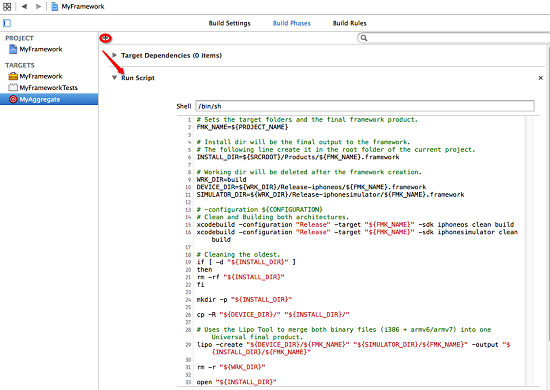 MyFramework
Build Settings Build Phases Build Rules
PROJECT
MyFramework
TARGETS
MyFramework
MyFrameworkTests
MyAggregate
Target Dependencies (0 items)
Run Script
Shell /bin/sh
1 # Sets the target folders and the final framework product.
2 FMK_NAME=${PROJECT_NAME}
3
4 # Install dir will be the final output to the framework.
5 # The following line create it in the root folder of the current project.
6 INSTALL_DIR=${SRCROOT}/Products/${FMK_NAME}.framework
7
8 # Working dir will be deleted after the framework creation.
9 WRK_DIR=build
10 DEVICE_DIR=${WRK_DIR}/Release-iphoneos/${FMK_NAME}.framework
11 SIMULATOR_DIR=${WRK_DIR}/Release-iphonesimulator/${FMK_NAME}.framework
12
13 # -configuration ${CONFIGURATION}
14 # Clean and Building both architectures.
15 xcodebuild -configuration "Release" -target "${FMK_NAME}" -sdk iphoneos clean build
16 xcodebuild -configuration "Release" -target "${FMK_NAME}" -sdk iphonesimulator clean
build
17
18 # Cleaning the oldest.
19 if [ -d "${INSTALL_DIR}" ]
20 then
21 rm -rf "${INSTALL_DIR}"
22 fi
23
24 mkdir -p "${INSTALL_DIR}"
25
26 cp -R "${DEVICE_DIR}/" "${INSTALL_DIR}/"
27
28 # Uses the Lipo Tool to merge both binary files (i386 + armv6/armv7) into one
Universal final product.
29 lipo -create "${DEVICE_DIR}/${FMK_NAME}" "${SIMULATOR_DIR}/${FMK_NAME}" -output "$
{INSTALL_DIR}/${FMK_NAME}"
30
31 rm -r "${WRK_DIR}"
32
33 open "${INSTALL_DIR}"